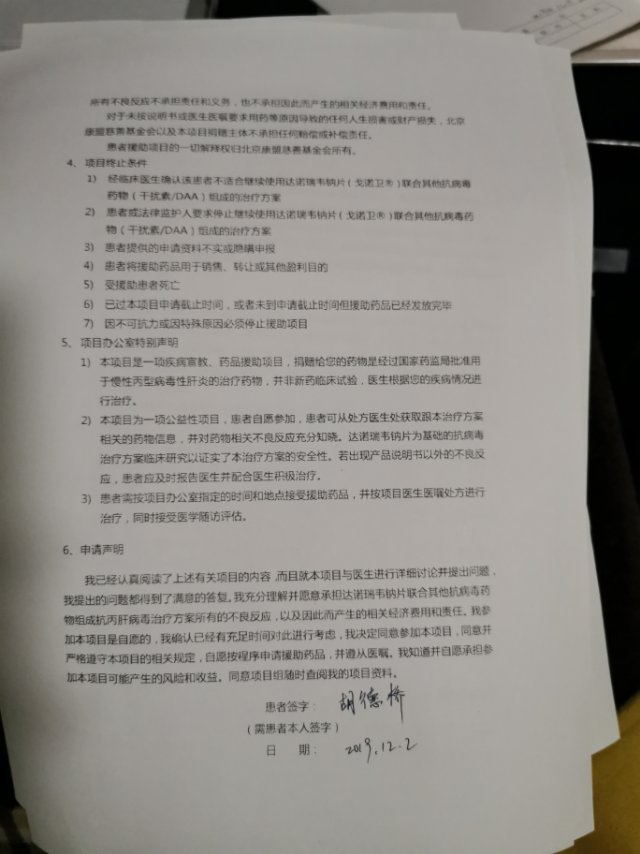 所有不良反应不承担责任和义务，也不承担因此而产生的相关经济费用和责任。
对于未按说明书或医生医嘱要求用药等原因导致的任何人生损害或财产损失，北京
康盟慈善基金会以及本项目捐赠主体不承担任何赔偿或补偿责任。
患者援助项目的一切解释权归北京康盟慈善基金会所有。
4、项目终止条件
1) 经临床医生确认该患者不适合继续使用达诺瑞韦钠片（戈诺卫®）联合其他抗病毒
药物（干扰素/DAA）组成的治疗方案
2) 患者或法律监护人要求停止继续使用达诺瑞韦钠片（戈诺卫®）联合其他抗病毒药
物（干扰素/DAA）组成的治疗方案
3) 患者提供的申请资料不实或隐瞒申报
4) 患者将援助药品用于销售、转让或其他盈利目的
5) 受援助患者死亡
6) 已过本项目申请截止时间，或者未到申请截止时间但援助药品已经发放完毕
7) 因不可抗力或因特殊原因必须停止援助项目
5、项目办公室特别声明
1) 本项目是一项疾病宣教、药品援助项目，捐赠给您的药物是经过国家药监局批准用
于慢性丙型病毒性肝炎的治疗药物，并非新药临床试验，医生根据您的疾病情况进
行治疗。
2) 本项目为一项公益性项目，患者自愿参加，患者可从处方医生处获取跟本治疗方案
相关的药物信息，并对药物相关不良反应充分知晓。达诺瑞韦钠片为基础的抗病毒
治疗方案临床研究以证实了本治疗方案的安全性。若出现产品说明书以外的不良反
应，患者应及时报告医生并配合医生积极治疗。
3) 患者需按项目办公室指定的时间和地点接受援助药品，并按项目医生医嘱处方进行
治疗，同时接受医学随访评估。
6、申请声明
我已经认真阅读了上述有关项目的内容，而且就本项目与医生进行详细讨论并提出问题，
我提出的问题都得到了满意的答复。我充分理解并愿意承担达诺瑞韦钠片联合其他抗病毒药
物组成抗丙肝病毒治疗方案所有的不良反应，以及因此而产生的相关经济费用和责任。我参
加本项目是自愿的，我确认已经有充足时间对此进行考虑，我决定同意参加本项目，同意并
严格遵守本项目的相关规定，自愿按程序申请援助药品，并遵从医嘱。我知道并自愿承担参
加本项目可能产生的风险和收益。同意项目组随时查阅我的项目资料。
患者签字： 胡德桥
（需患者本人签字）
日 期： 2019.12.2